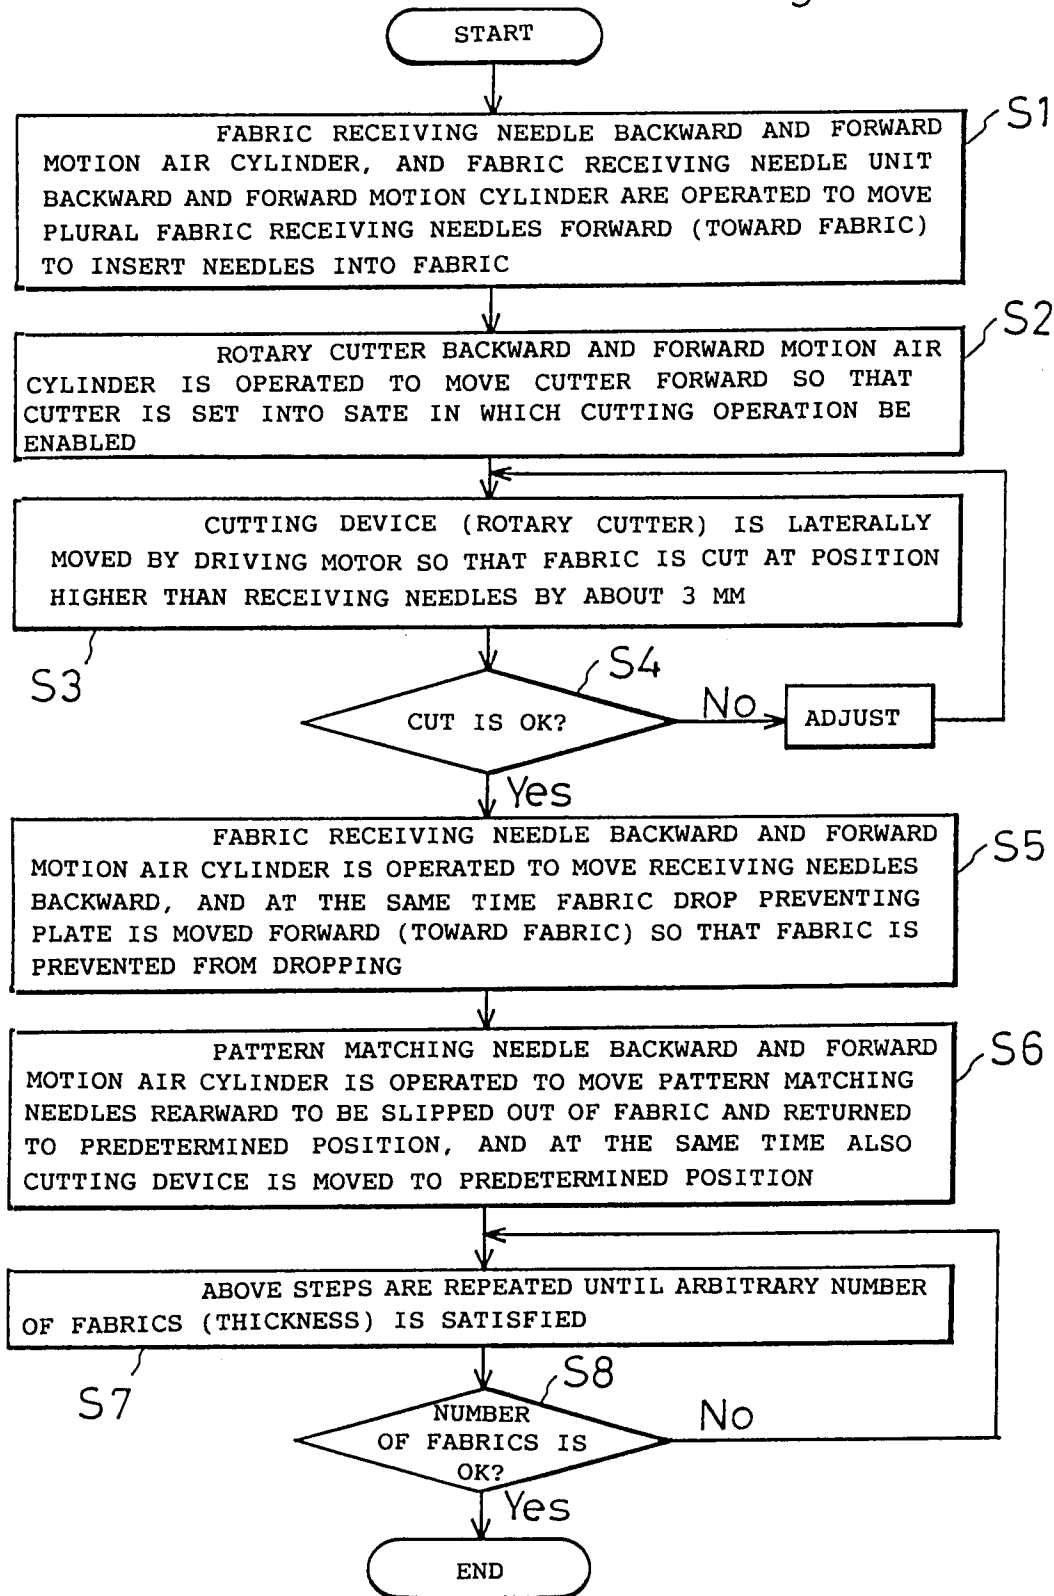 START
S1
FABRIC RECEIVING NEEDLE BACKWARD AND FORWARD
MOTION AIR CYLINDER, AND FABRIC RECEIVING NEEDLE UNIT
BACKWARD AND FORWARD MOTION CYLINDER ARE OPERATED TO MOVE
PLURAL FABRIC RECEIVING NEEDLES FORWARD (TOWARD FABRIC)
TO INSERT NEEDLES INTO FABRIC
S2
ROTARY CUTTER BACKWARD AND FORWARD MOTION AIR
CYLINDER IS OPERATED TO MOVE CUTTER FORWARD SO THAT
CUTTER IS SET INTO SATE IN WHICH CUTTING OPERATION BE
ENABLED
CUTTING DEVICE (ROTARY CUTTER) IS LATERALLY
MOVED BY DRIVING MOTOR SO THAT FABRIC IS CUT AT POSITION
HIGHER THAN RECEIVING NEEDLES BY ABOUT 3 MM
S3
S4
CUT IS OK?
No
ADJUST
Yes
FABRIC RECEIVING NEEDLE BACKWARD AND FORWARD
MOTION AIR CYLINDER IS OPERATED TO MOVE RECEIVING NEEDLES
BACKWARD, AND AT THE SAME TIME FABRIC DROP PREVENTING
PLATE IS MOVED FORWARD (TOWARD FABRIC) SO THAT FABRIC IS
PREVENTED FROM DROPPING
S5
PATTERN MATCHING NEEDLE BACKWARD AND FORWARD
MOTION AIR CYLINDER IS OPERATED TO MOVE PATTERN MATCHING
NEEDLES REARWARD TO BE SLIPPED OUT OF FABRIC AND RETURNED
TO PREDETERMINED POSITION, AND AT THE SAME TIME ALSO
CUTTING DEVICE IS MOVED TO PREDETERMINED POSITION
S6
ABOVE STEPS ARE REPEATED UNTIL ARBITRARY NUMBER
OF FABRICS (THICKNESS) IS SATISFIED
S7
S8
NUMBER
OF FABRICS IS
OK?
No
Yes
END